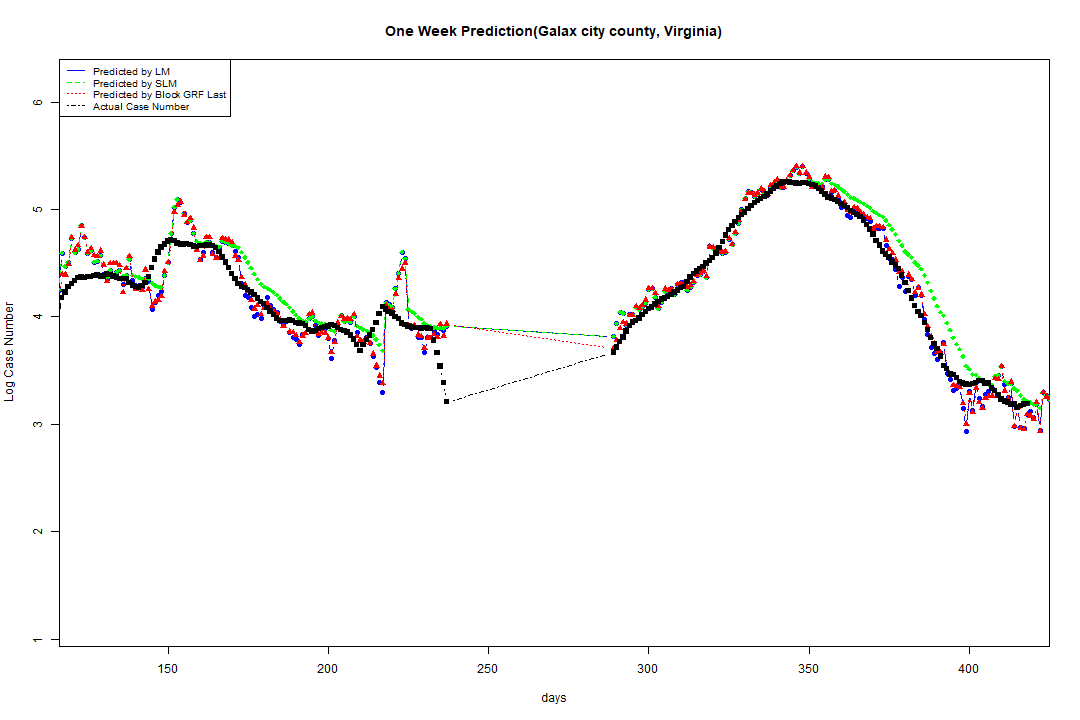 One Week Prediction(Galax city county, Virginia)
Predicted by LM
Predicted by SLM
Predicted by Block GRF Last
Actual Case Number
Log Case Number
6
5
4
3
2
1
150 200 250 300 350 400
days